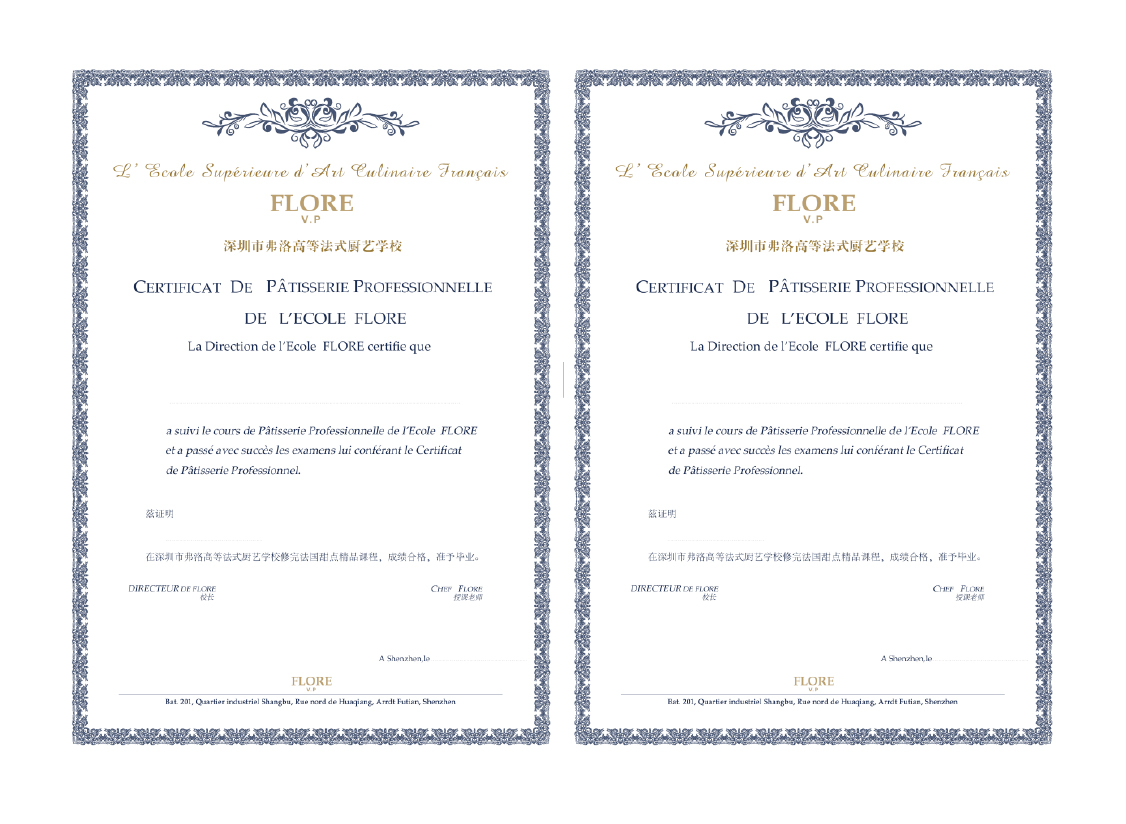 L' Ecole Supérieure d'Art Culinaire Français
FLORE
V.P
深圳市弗洛高等法式厨艺学校
CERTIFICAT DE PÂTISSERIE PROFESSIONNELLE
DE L'ECOLE FLORE
La Direction de l'Ecole FLORE certifie que
a suivi le cours de Pâtisserie Professionnelle de l'Ecole FLORE
et a passé avec succès les examens lui conférant le Certificat
de Pâtisserie Professionnel.
兹证明
在深圳市弗洛高等法式厨艺学校修完法国甜点精品课程，成绩合格，准予毕业。
DIRECTEUR DE FLORE CHEF FLORE
校长 授课老师
A Shenzhen,le
FLORE
V.P
Bat. 201, Quartier industriel Shangbu, Rue nord de Huaqiang, Arrdt Futian, Shenzhen
L' Ecole Supérieure d'Art Culinaire Français
FLORE
V.P
深圳市弗洛高等法式厨艺学校
CERTIFICAT DE PÂTISSERIE PROFESSIONNELLE
DE L'ECOLE FLORE
La Direction de l'Ecole FLORE certifie que
a suivi le cours de Pâtisserie Professionnelle de l'Ecole FLORE
et a passé avec succès les examens lui conférant le Certificat
de Pâtisserie Professionnel.
兹证明
在深圳市弗洛高等法式厨艺学校修完法国甜点精品课程，成绩合格，准予毕业。
DIRECTEUR DE FLORE CHEF FLORE
校长 授课老师
A Shenzhen,le
FLORE
V.P
Bat. 201, Quartier industriel Shangbu, Rue nord de Huaqiang, Arrdt Futian, Shenzhen